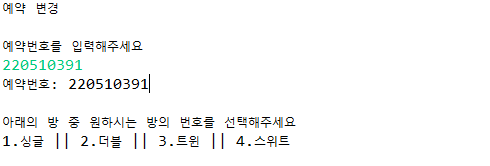 예약 변경
예약번호를 입력해주세요
220510391
예약번호: 220510391
아래의 방 중 원하시는 방의 번호를 선택해주세요
1.싱글 || 2.더블 || 3.트윈 || 4.스위트